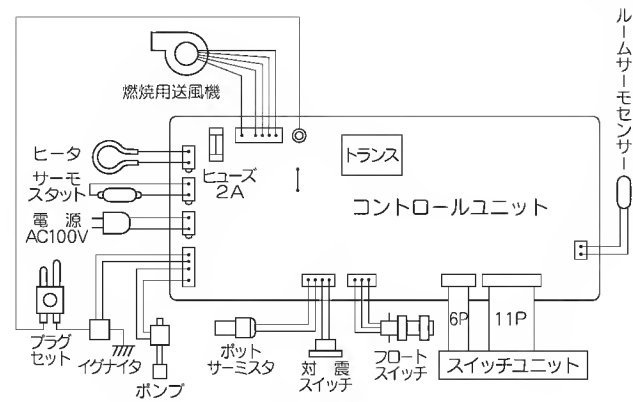 燃焼用送風機
ルームサーモセンサー
ヒータ
ヒューズ
2A
トランス
サーモ
スタット
コントロールユニット
電 源
AC100V
6P
11P
プラグ
セット
イグナイタ
ポンプ
ポット
サーミスタ
対 震
スイッチ
フロート
スイッチ
スイッチユニット